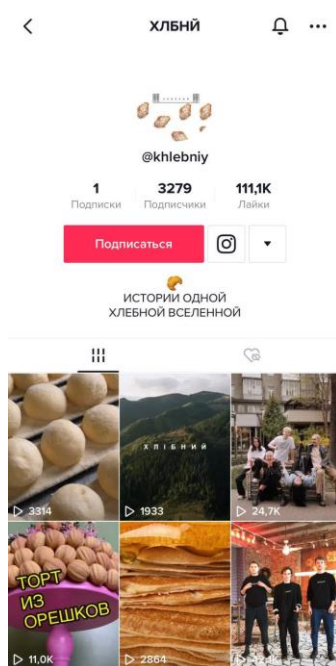 ХЛБНЙ
@khlebniy
1
3279
111,1K
Подписки
Подписчики
Лайки
Подписаться
ИСТОРИИ ОДНОЙ
ХЛЕБНОЙ ВСЕЛЕННОЙ
3314
ХЛІБНИЙ
1933
24,7K
ТОРТ
ИЗ
ОРЕШКОВ
11,0K
2864